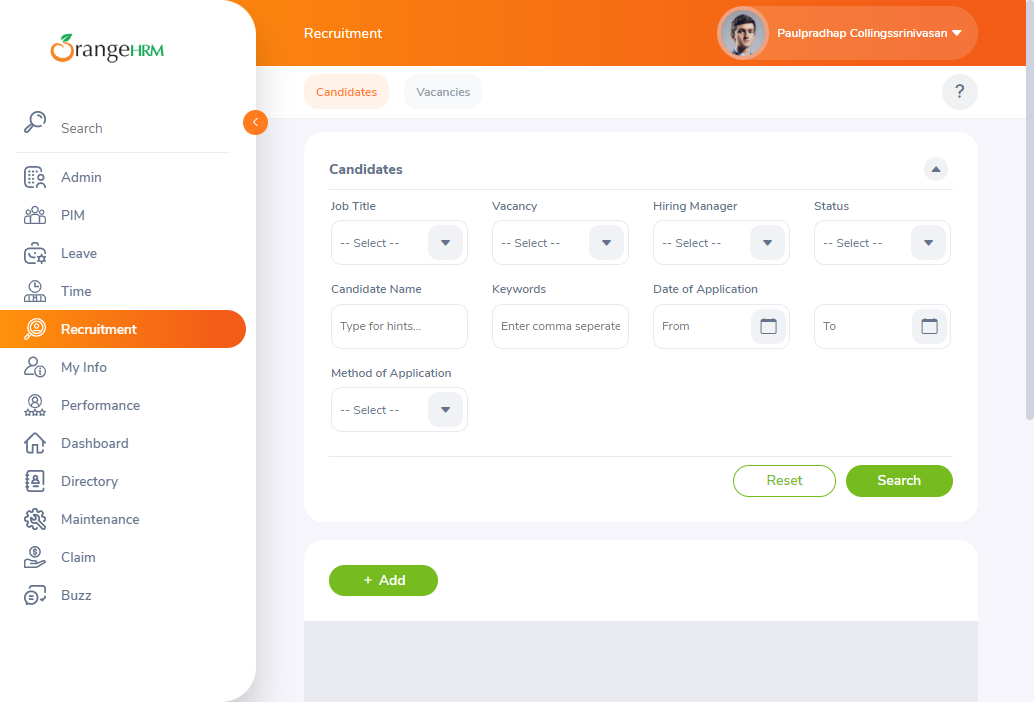 OrangeHRM
Recruitment
Paulpradhap Collingssrinivasan
Candidates
Vacancies
?
Search
Admin
PIM
Leave
Time
Recruitment
My Info
Performance
Dashboard
Directory
Maintenance
Claim
Buzz
Candidates
Job Title
Vacancy
Hiring Manager
Status
-- Select --
-- Select --
-- Select --
-- Select --
Candidate Name
Keywords
Date of Application
Type for hints...
Enter comma seperate
From
To
Method of Application
-- Select --
Reset
Search
+ Add